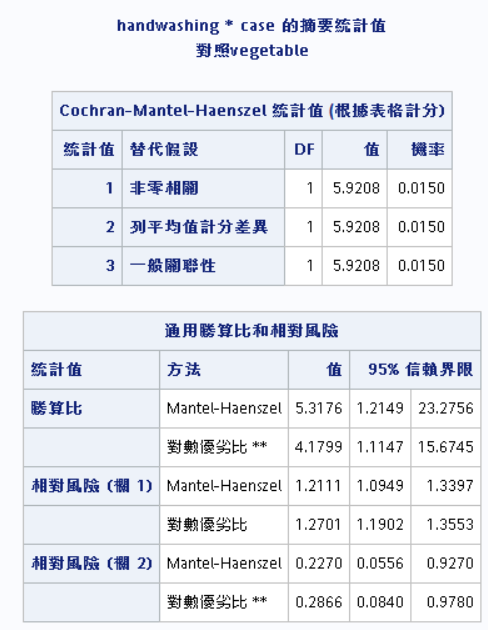 handwashing * case 的摘要統計值
對照vegetable
Cochran-Mantel-Haenszel 統計值 (根據表格計分)
統計值 替代假設 DF 值 機率
1 非零相關 1 5.9208 0.0150
2 列平均值計分差異 1 5.9208 0.0150
3 一般關聯性 1 5.9208 0.0150
通用勝算比和相對風險
統計值 方法 值 95% 信賴界限
勝算比 Mantel-Haenszel 5.3176 1.2149 23.2756
對數優劣比 ** 4.1799 1.1147 15.6745
相對風險 (欄 1) Mantel-Haenszel 1.2111 1.0949 1.3397
對數優劣比 1.2701 1.1902 1.3553
相對風險 (欄 2) Mantel-Haenszel 0.2270 0.0556 0.9270
對數優劣比 ** 0.2866 0.0840 0.9780